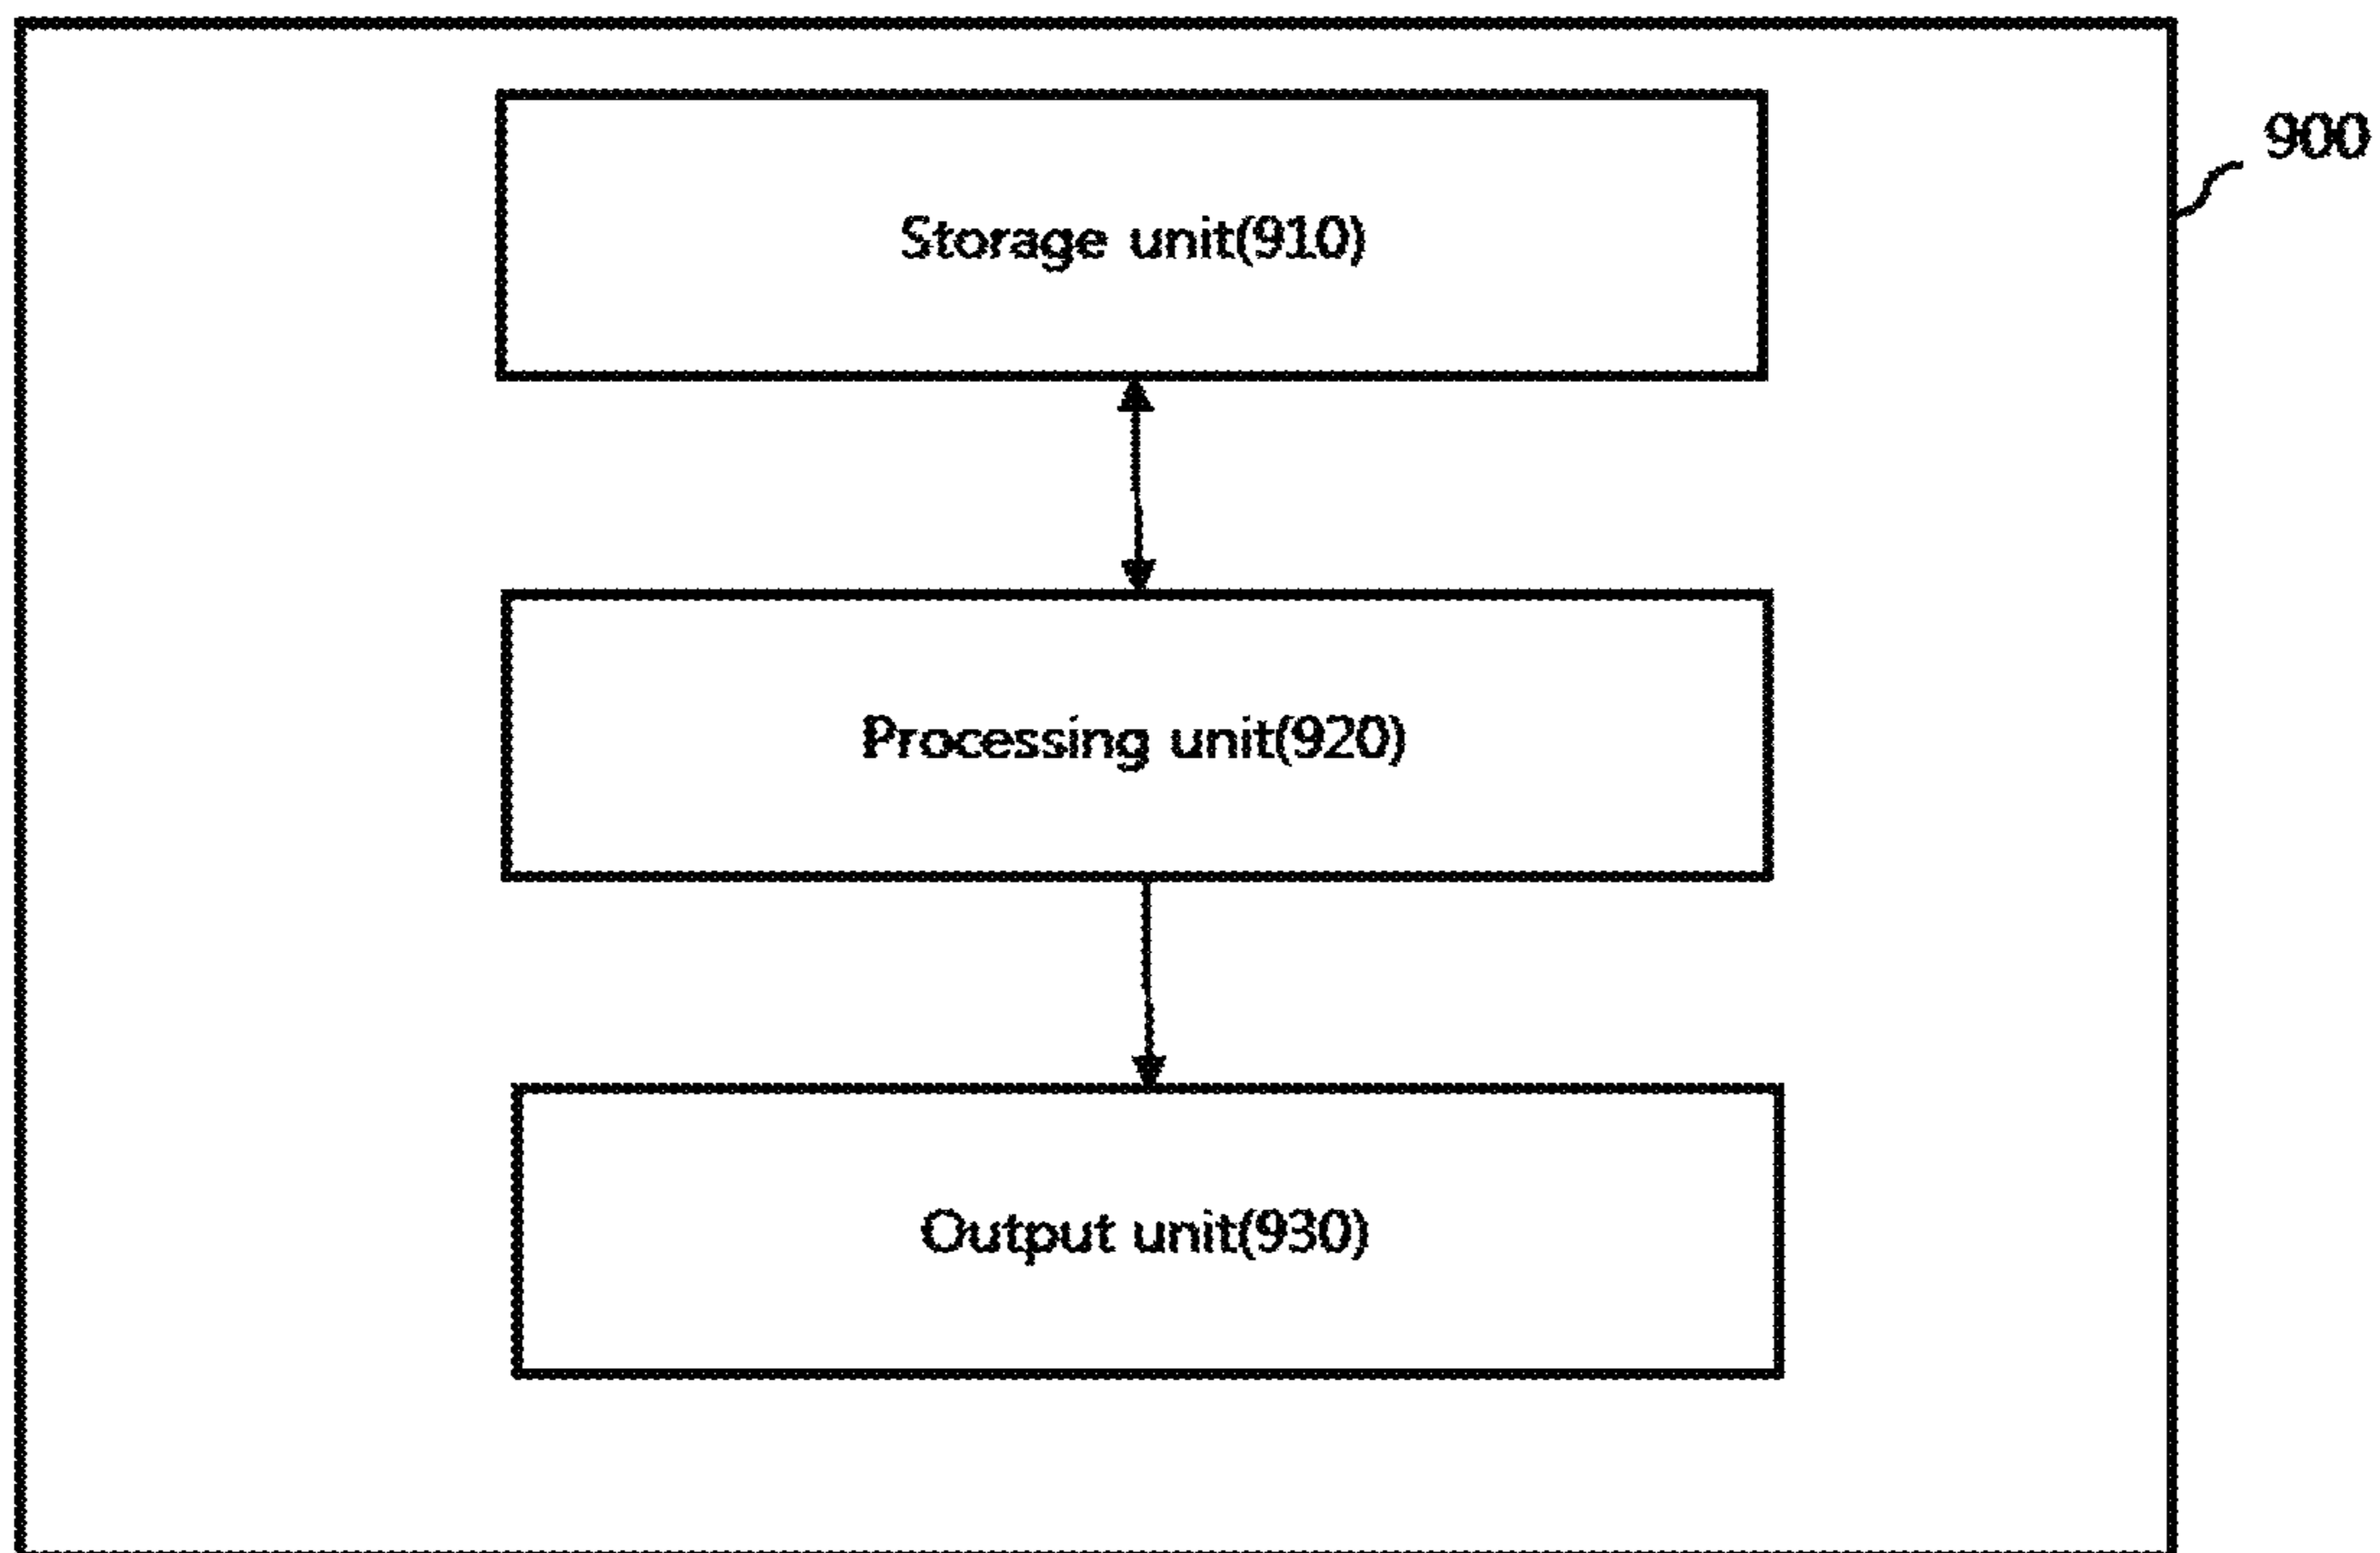 900
Storage unit(910)
Processing unit(920)
Output unit(930)